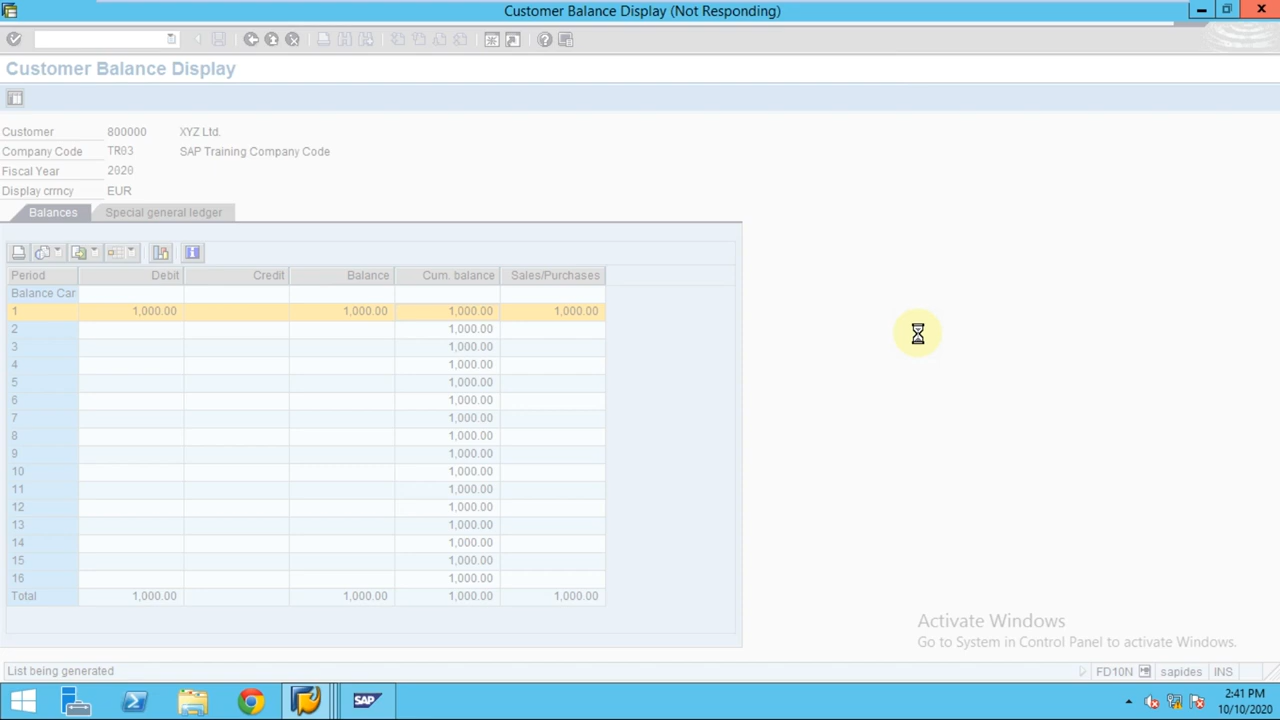 Customer Balance Display (Not Responding)
Customer Balance Display
Customer 800000 XYZ Ltd.
Company Code TR03 SAP Training Company Code
Fiscal Year 2020
Display crrncy EUR
Balances Special general ledger
Period Debit Credit Balance Cum. balance Sales/Purchases
Balance Car
1 1,000.00 1,000.00 1,000.00 1,000.00
2 1,000.00
3 1,000.00
4 1,000.00
5 1,000.00
6 1,000.00
7 1,000.00
8 1,000.00
9 1,000.00
10 1,000.00
11 1,000.00
12 1,000.00
13 1,000.00
14 1,000.00
15 1,000.00
16 1,000.00
Total 1,000.00 1,000.00 1,000.00 1,000.00
Activate Windows
Go to System in Control Panel to activate Windows.
List being generated FD10N sapides INS
SAP 2:41 PM
10/10/2020